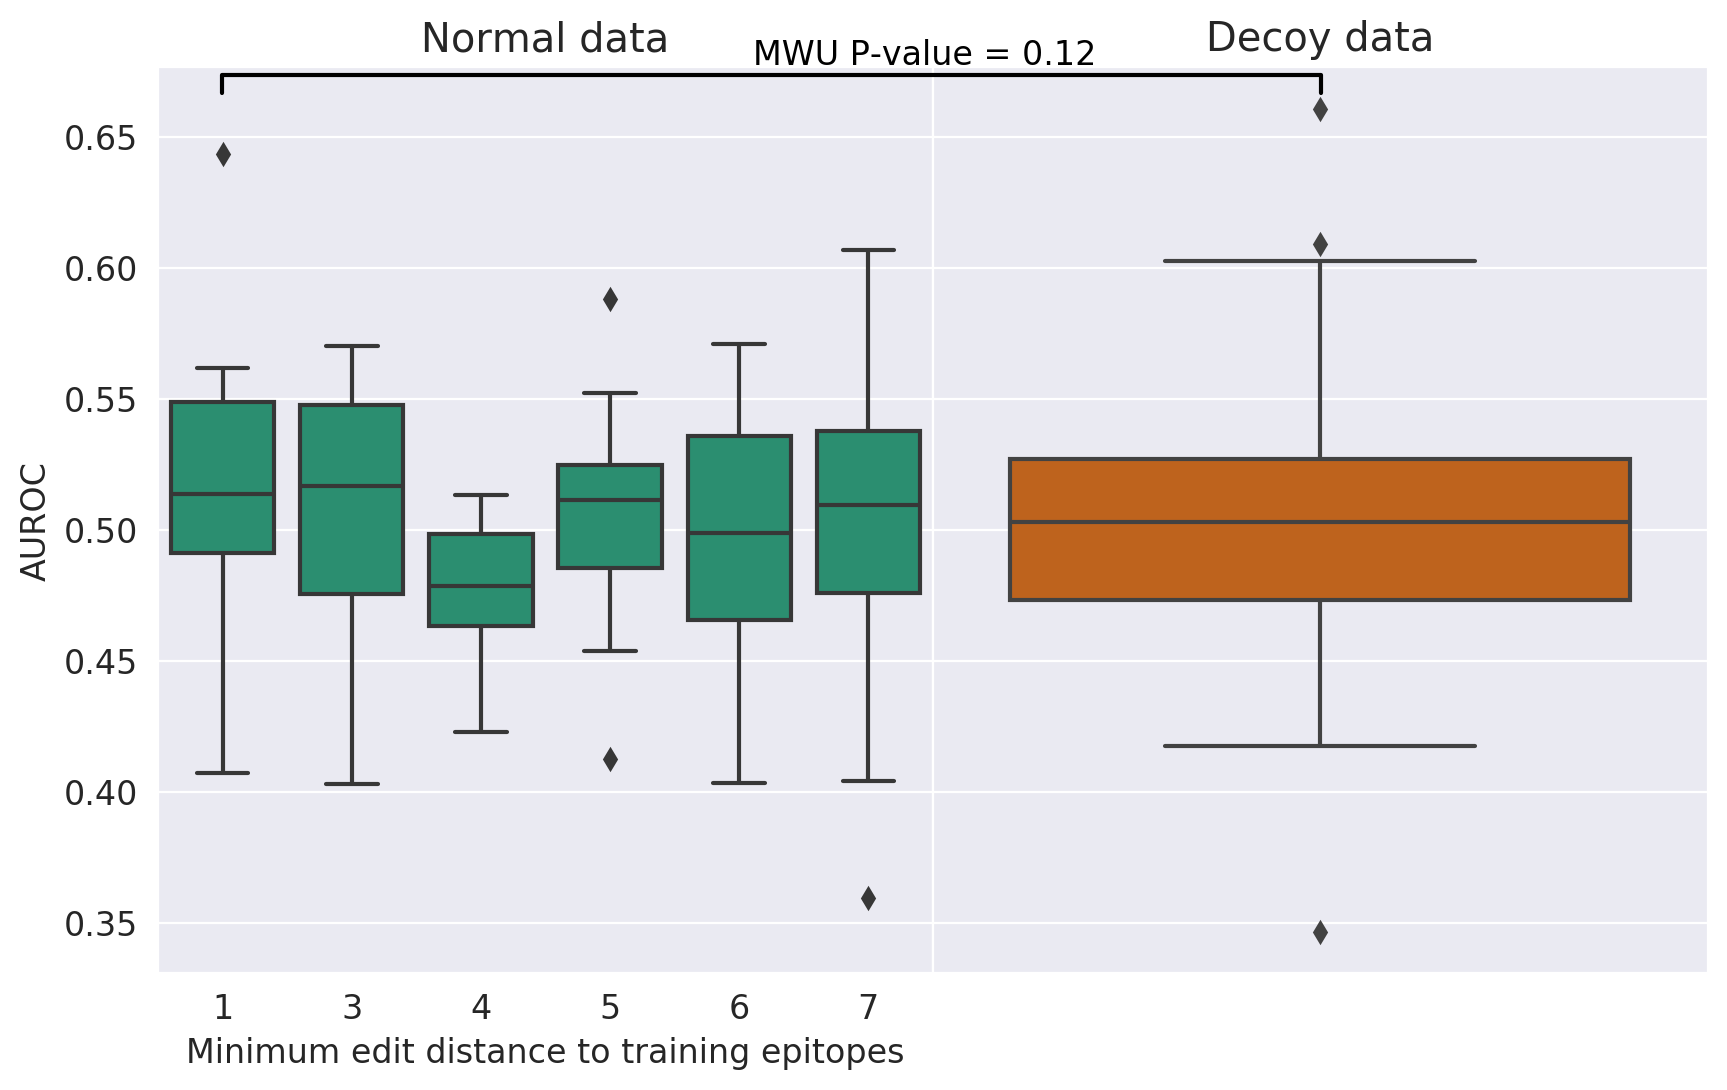 Normal data
MWU P-value = 0.12
Decoy data
AUROC
0.65
0.60
0.55
0.50
0.45
0.40
0.35
1 3 4 5 6 7
Minimum edit distance to training epitopes